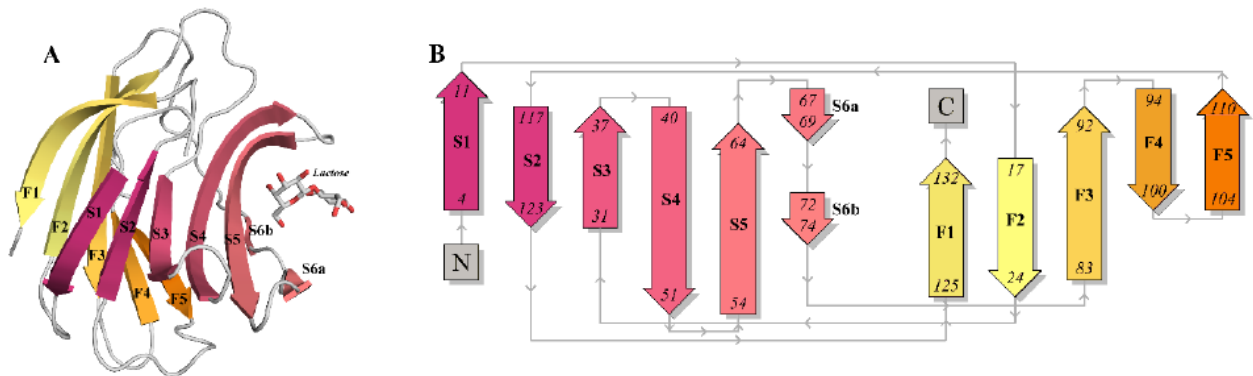 A
F1
F2
S1
F3
S2
F4
F5
S3
S4
S5
S6b
S6a
Lactose
B
S1
11
4
N
S2
117
123
S3
37
31
S4
40
51
S5
64
54
67
69
S6a
72
74
S6b
C
F1
132
125
F2
17
24
F3
92
83
F4
94
100
F5
110
104